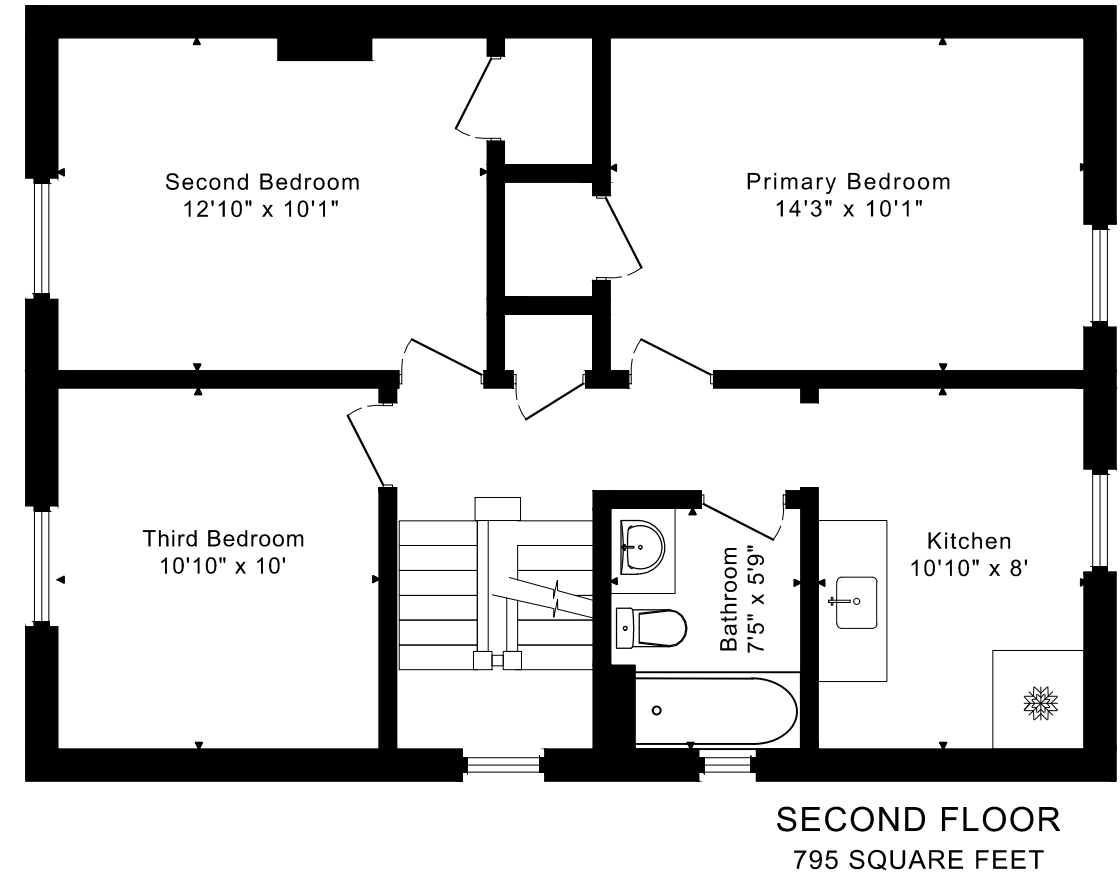 Second Bedroom
12'10" x 10'1"
Primary Bedroom
14'3" x 10'1"
Third Bedroom
10'10" x 10'
Bathroom
7'5" x 5'9"
Kitchen
10'10" x 8'
SECOND FLOOR
795 SQUARE FEET